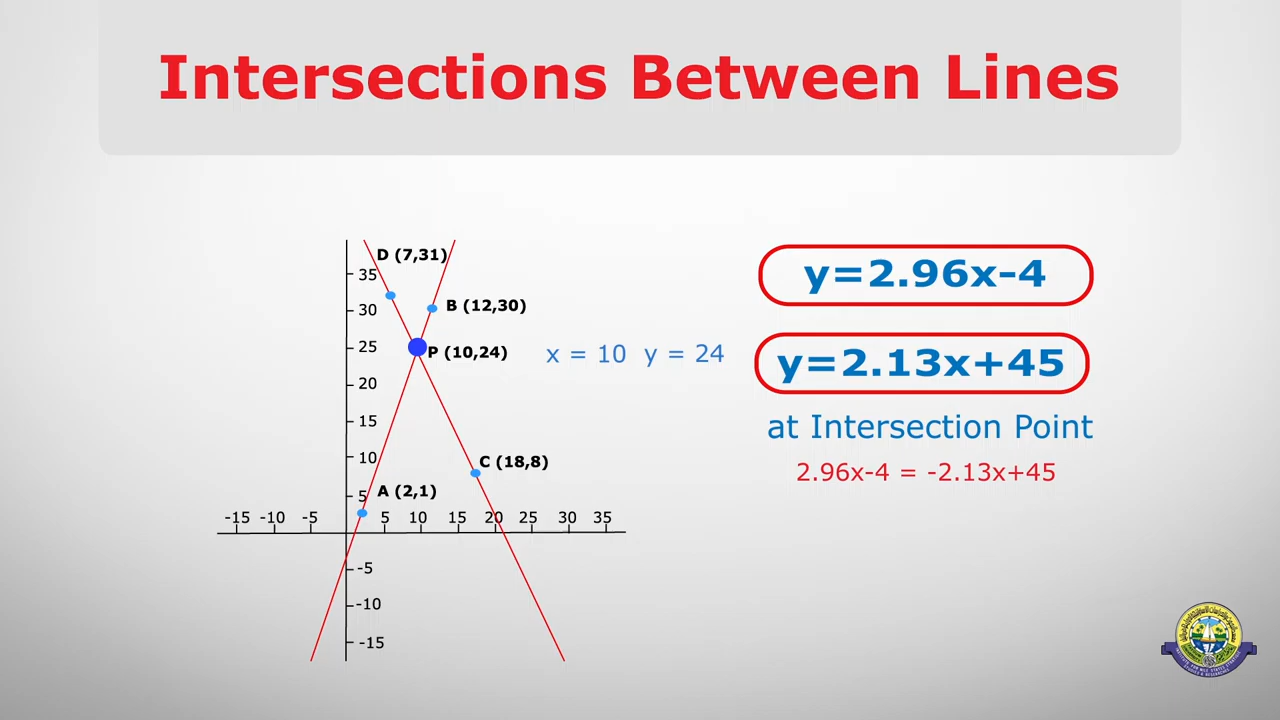 Intersections Between Lines
D (7,31)
35
30
B (12,30)
25
P (10,24)
x = 10 y = 24
20
15
10
C (18,8)
5
A (2,1)
-15 -10 -5 5 10 15 20 25 30 35
-5
-10
-15
y=2.96x-4
y=2.13x+45
at Intersection Point
2.96x-4 = -2.13x+45